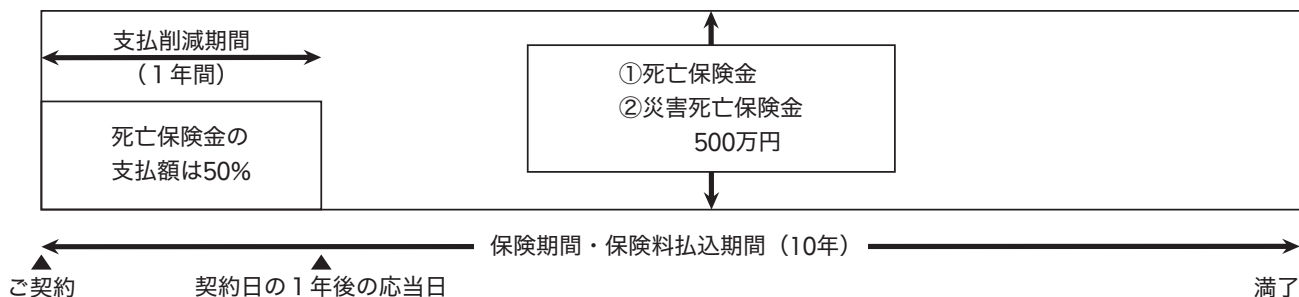 支払削減期間
（１年間）
死亡保険金の
支払額は50%
①死亡保険金
②災害死亡保険金
500万円
保険期間・保険料払込期間（10年）
ご契約
契約日の１年後の応当日
満了